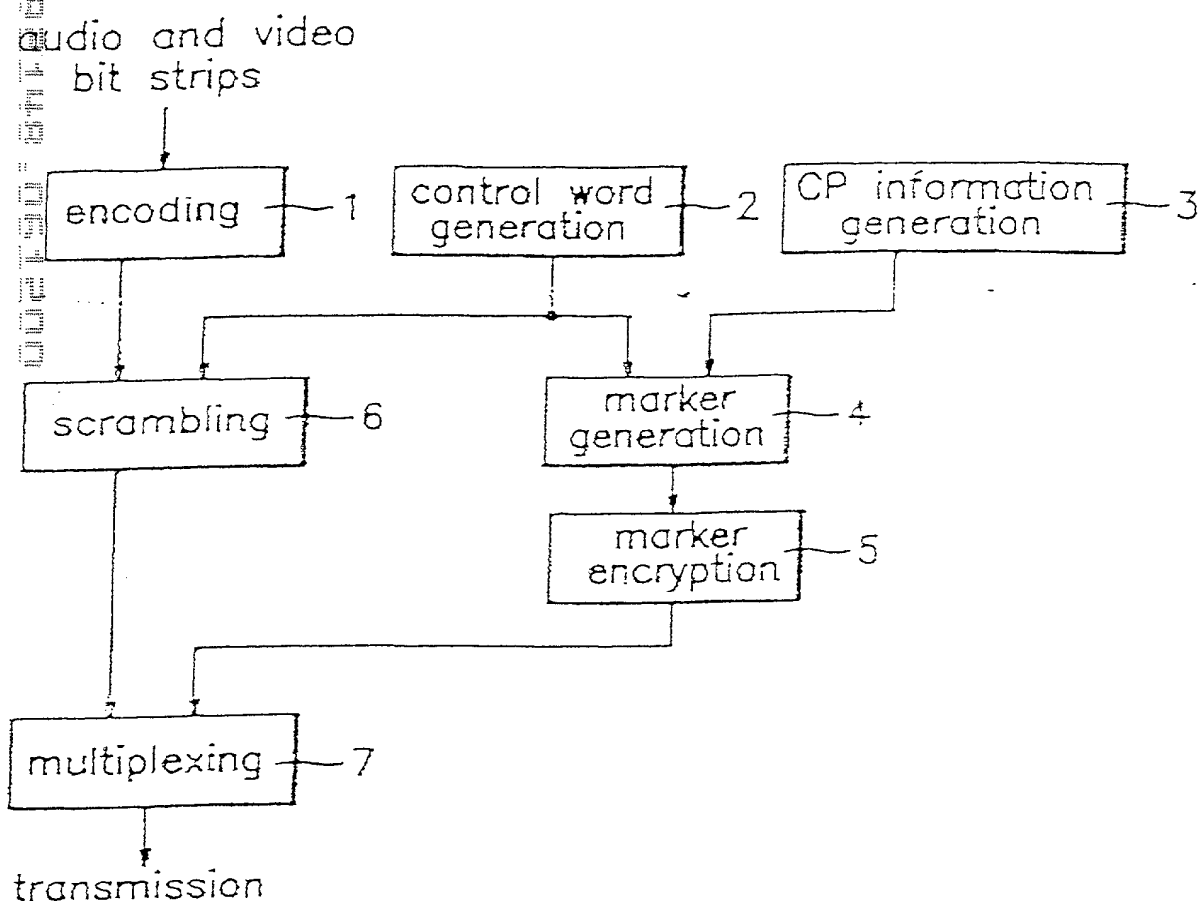 audio and video
bit strips
encoding
1
control word
generation
2
CP information
generation
3
scrambling
6
marker
generation
4
marker
encryption
5
multiplexing
7
transmission